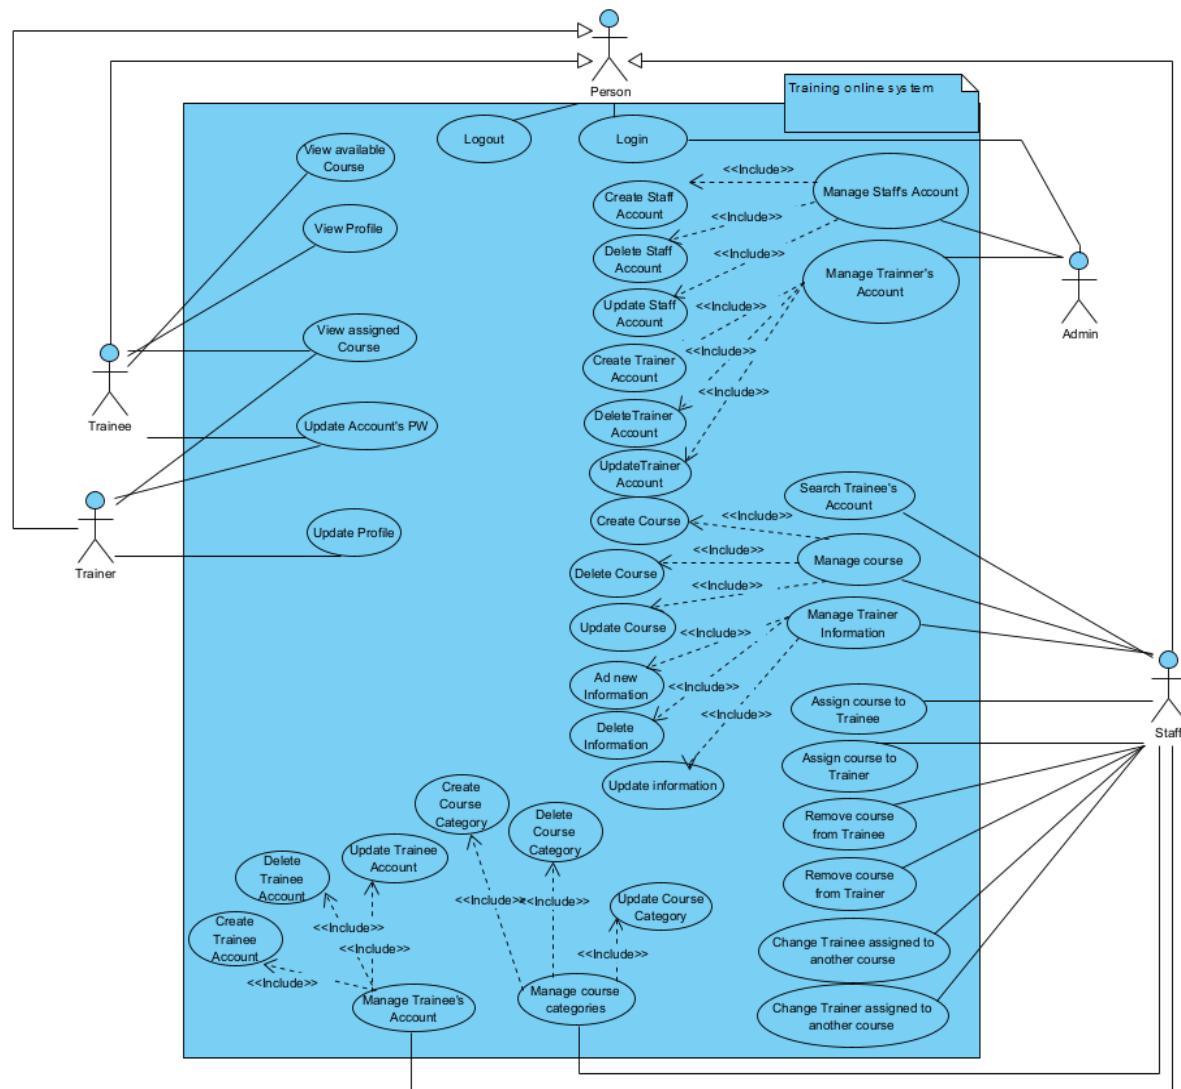 Person
Training online system
Logout
Login
View available
Course
<<Include>>
Manage Staff's Account
Create Staff
Account
<<Include>>
View Profile
Delete Staff
Account
<<Include>>
Manage Trainner's
Account
Update Staff
Account
<<Include>>
Admin
View assigned
Course
<<Include>>
Create Trainer
Account
<<Include>>
Trainee
Update Account's PW
DeleteTrainer
Account
UpdateTrainer
Account
Search Trainee's
Account
Create Course
<<Include>>
Update Profile
Trainer
Delete Course
<<Include>>
Manage course
<<Include>>
Update Course
<<Include>>
Manage Trainer
Information
Ad new
Information
<<Include>>
<<Include>>
Assign course to
Trainee
Staff
Delete
Information
Assign course to
Trainer
Update information
Create
Course
Category
Delete
Course
Category
Remove course
from Trainee
Update Trainee
Account
Delete
Trainee
Account
Remove course
from Trainer
<<Include>>
<<Include>>
Update Course
Category
Create
Trainee
Account
<<Include>>
<<Include>>
<<Include>>
<<Include>>
Change Trainee assigned to
another course
Manage Trainee's
Account
Manage course
categories
Change Trainer assigned to
another course